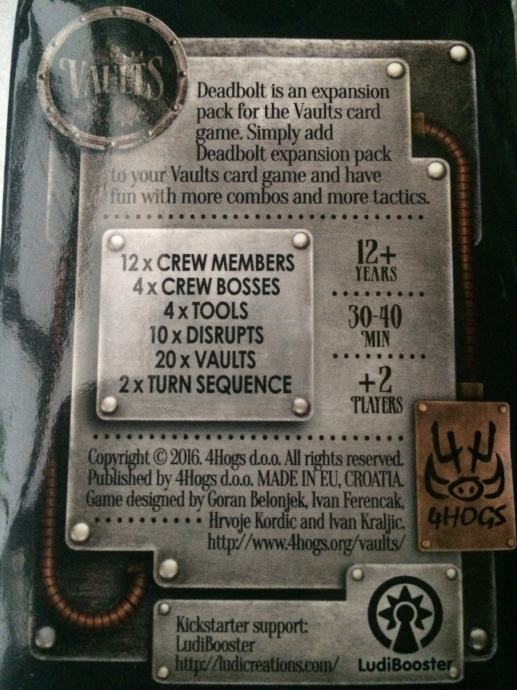 VAULTS
Deadbolt is an expansion
pack for the Vaults card
game. Simply add
Deadbolt expansion pack
to your Vaults card game and have
fun with more combos and more tactics.
12 x CREW MEMBERS
4 x CREW BOSSES
4 x TOOLS
10 x DISRUPTS
20 x VAULTS
2 x TURN SEQUENCE
12+
YEARS
30-40
MIN
+2
PLAYERS
Copyright © 2016. 4Hogs d.o.o. All rights reserved.
Published by 4Hogs d.o.o. MADE IN EU, CROATIA.
Game designed by Goran Belonjek, Ivan Ferencak,
Hrvoje Kordic and Ivan Kraljic.
http://www.4hogs.org/vaults/
4H
4HOGS
Kickstarter support:
LudiBooster
http://ludicreations.com/
LudiBooster